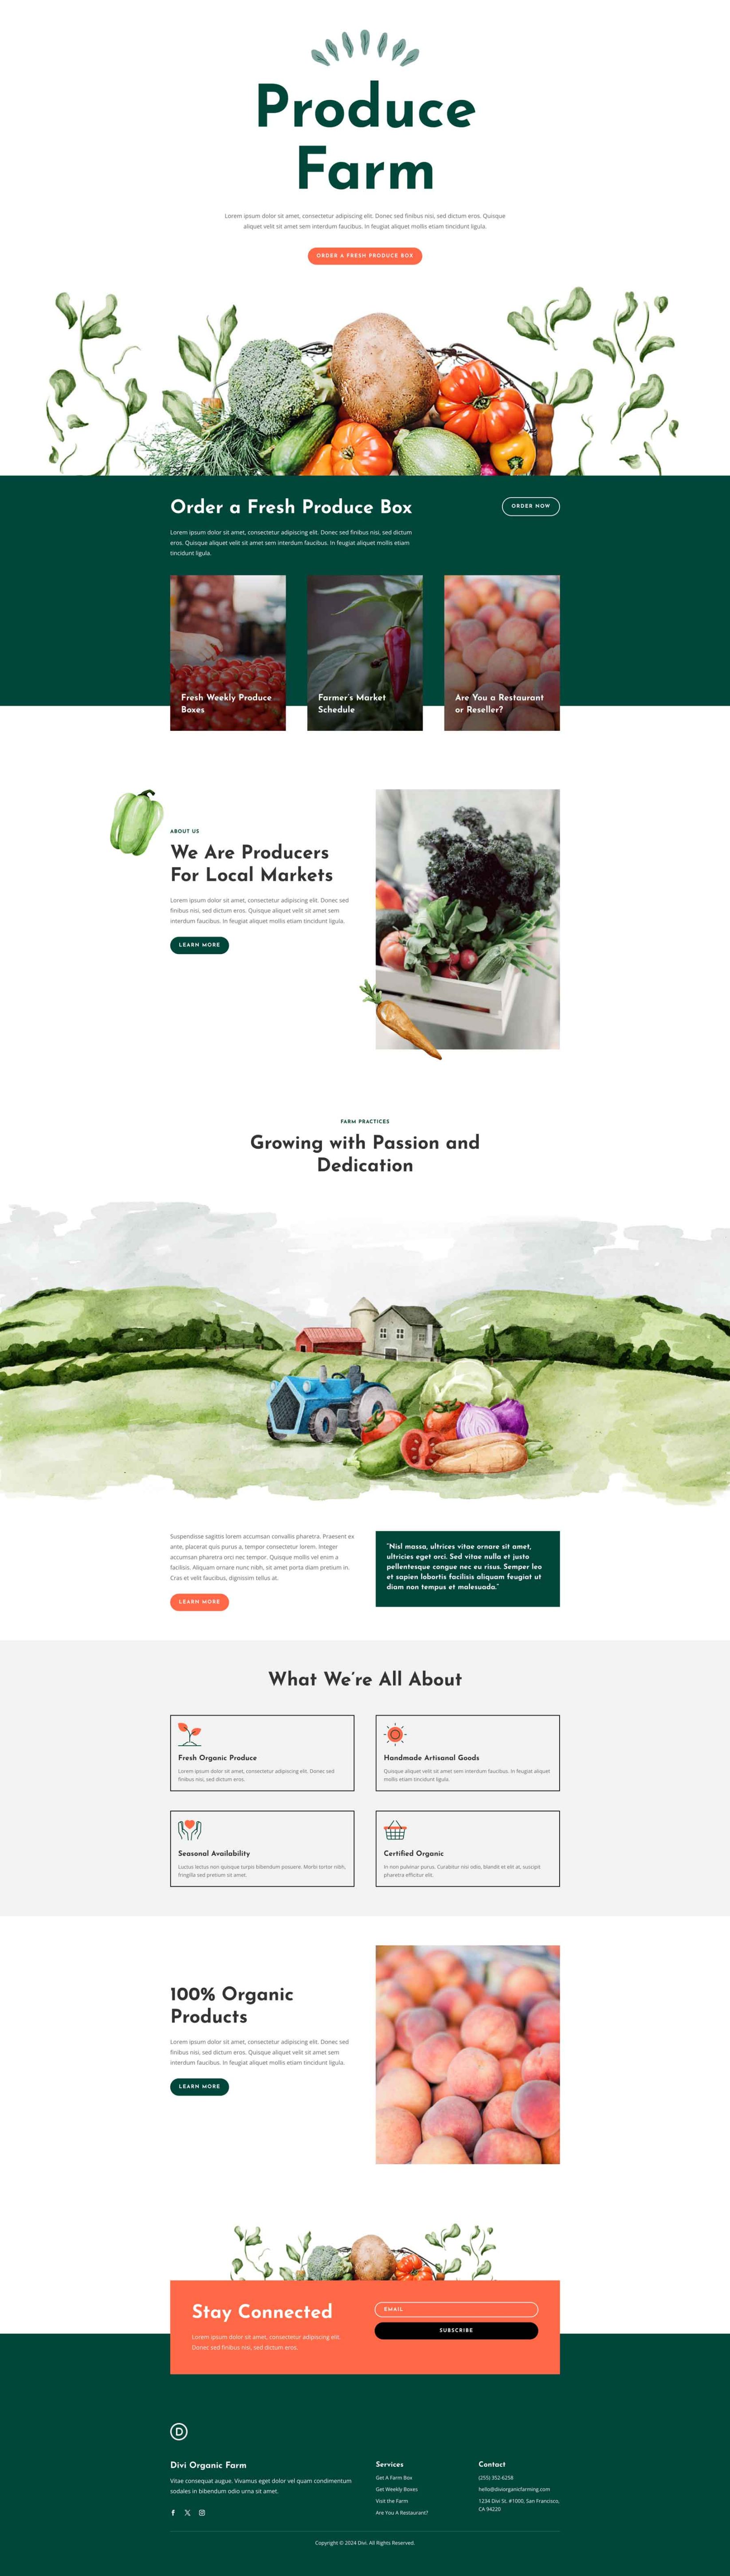 Produce
Farm
Lorem ipsum dolor sit amet, consectetur adipiscing elit. Donec sed finibus nisi, sed dictum eros. Quisque
aliquet velit sit amet sem interdum faucibus. In feugiat aliquet mollis etiam tincidunt ligula.
ORDER A FRESH PRODUCE BOX
Order a Fresh Produce Box
ORDER NOW
Lorem ipsum dolor sit amet, consectetur adipiscing elit. Donec sed finibus nisi, sed dictum
eros. Quisque aliquet velit sit amet sem interdum faucibus. In feugiat aliquet mollis etiam
tincidunt ligula.
Fresh Weekly Produce
Boxes
Farmer's Market
Schedule
Are You a Restaurant
or Reseller?
ABOUT US
We Are Producers
For Local Markets
Lorem ipsum dolor sit amet, consectetur adipiscing elit. Donec sed
finibus nisi, sed dictum eros. Quisque aliquet velit sit amet sem
interdum faucibus. In feugiat aliquet mollis etiam tincidunt ligula.
LEARN MORE
FARM PRACTICES
Growing with Passion and
Dedication
Suspendisse sagittis lorem accumsan convallis pharetra. Praesent ex
ante, placerat quis purus a, tempor consectetur lorem. Integer
accumsan pharetra orci nec tempor. Quisque mollis vel enim a
facilisis. Aliquam ornare nunc nibh, sit amet porta diam pretium in.
Cras et velit faucibus, dignissim tellus at.
LEARN MORE
"Nisl massa, ultrices vitae ornare sit amet,
ultricies eget orci. Sed vitae nulla et justo
pellentesque congue nec eu risus. Semper leo
et sapien lobortis facilisis aliquam feugiat ut
diam non tempus et malesuada."
What We're All About
Fresh Organic Produce
Lorem ipsum dolor sit amet, consectetur adipiscing elit. Donec sed
finibus nisi, sed dictum eros.
Handmade Artisanal Goods
Quisque aliquet velit sit amet sem interdum faucibus. In feugiat aliquet
mollis etiam tincidunt ligula.
Seasonal Availability
Luctus lectus non quisque turpis bibendum posuere. Morbi tortor nibh,
fringilla sed pretium sit amet.
Certified Organic
In non pulvinar purus. Curabitur nisi odio, blandit et elit at, suscipit
pharetra efficitur elit.
100% Organic
Products
Lorem ipsum dolor sit amet, consectetur adipiscing elit. Donec sed
finibus nisi, sed dictum eros. Quisque aliquet velit sit amet sem
interdum faucibus. In feugiat aliquet mollis etiam tincidunt ligula.
LEARN MORE
Stay Connected
Lorem ipsum dolor sit amet, consectetur adipiscing elit.
Donec sed finibus nisi, sed dictum eros.
EMAIL
SUBSCRIBE
D
Divi Organic Farm
Vitae consequat augue. Vivamus eget dolor vel quam condimentum
sodales in bibendum odio urna sit amet.
Services
Get A Farm Box
Get Weekly Boxes
Visit the Farm
Are You A Restaurant?
Contact
(255) 352-6258
hello@diviorganicfarming.com
1234 Divi St. #1000, San Francisco,
CA 94220
Copyright © 2024 Divi. All Rights Reserved.